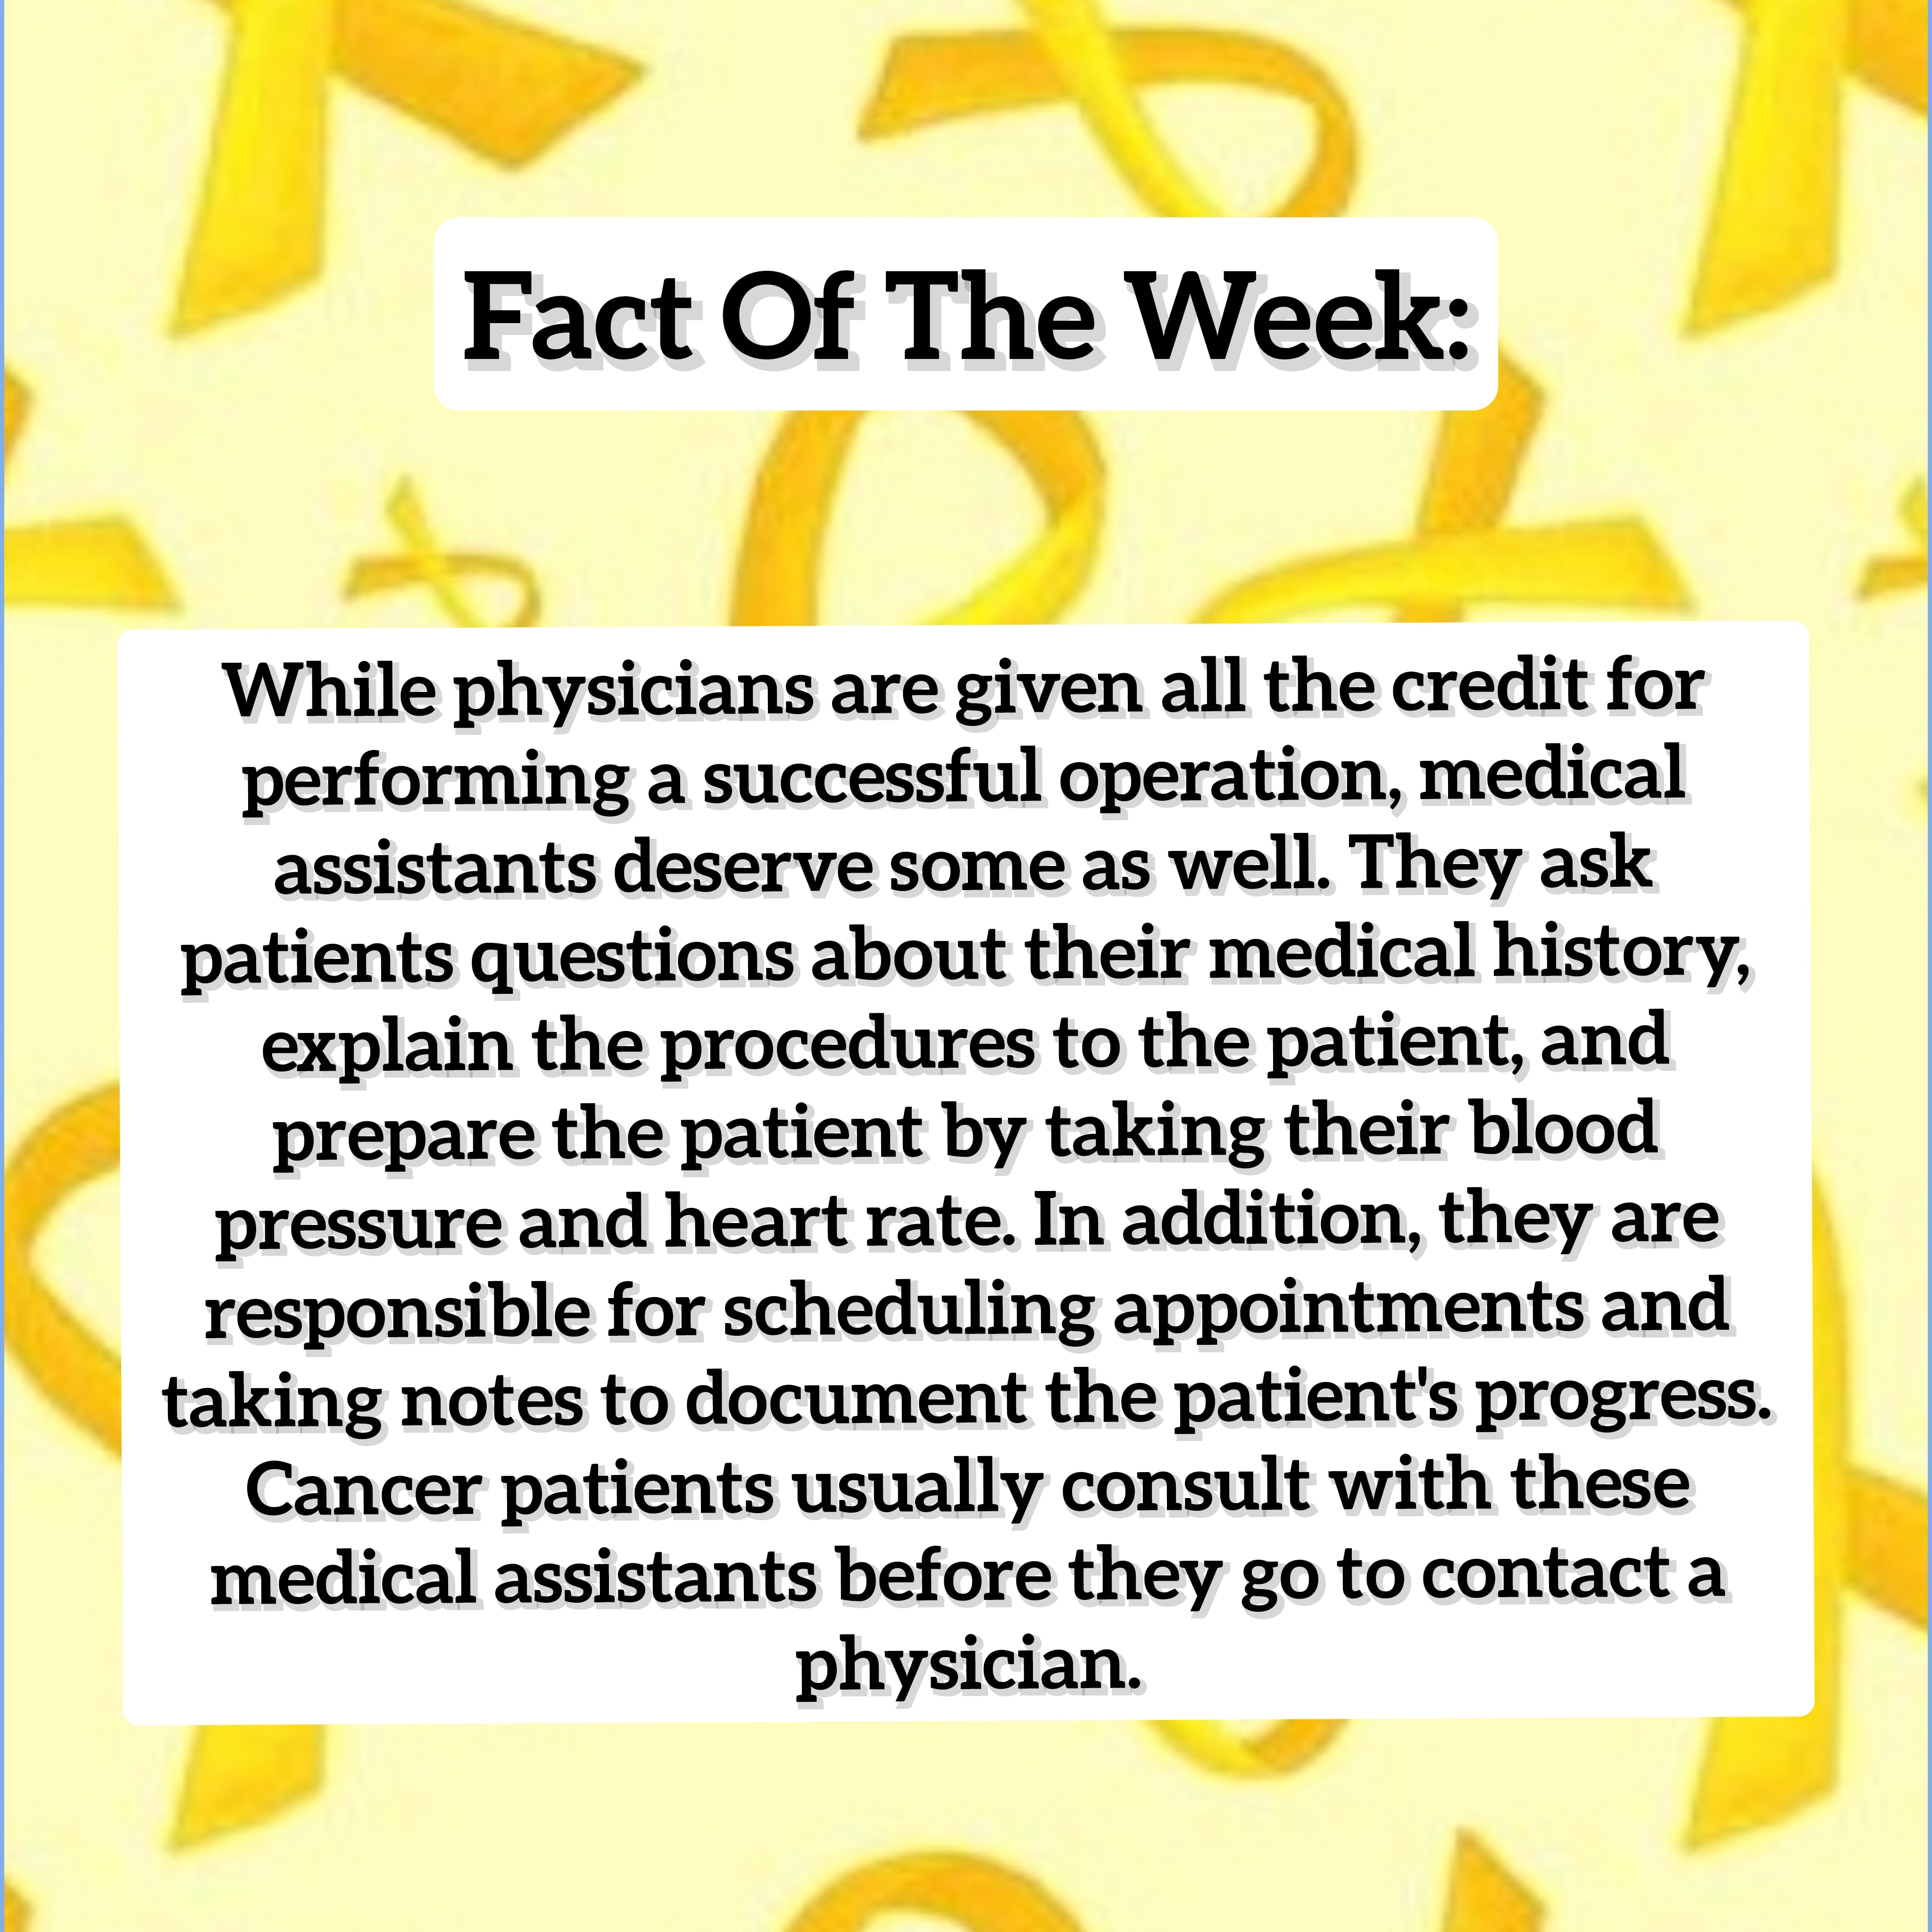 Fact Of The Week:
While physicians are given all the credit for
performing a successful operation, medical
assistants deserve some as well. They ask
patients questions about their medical history,
explain the procedures to the patient, and
prepare the patient by taking their blood
pressure and heart rate. In addition, they are
responsible for scheduling appointments and
taking notes to document the patient's progress.
Cancer patients usually consult with these
medical assistants before they go to contact a
physician.